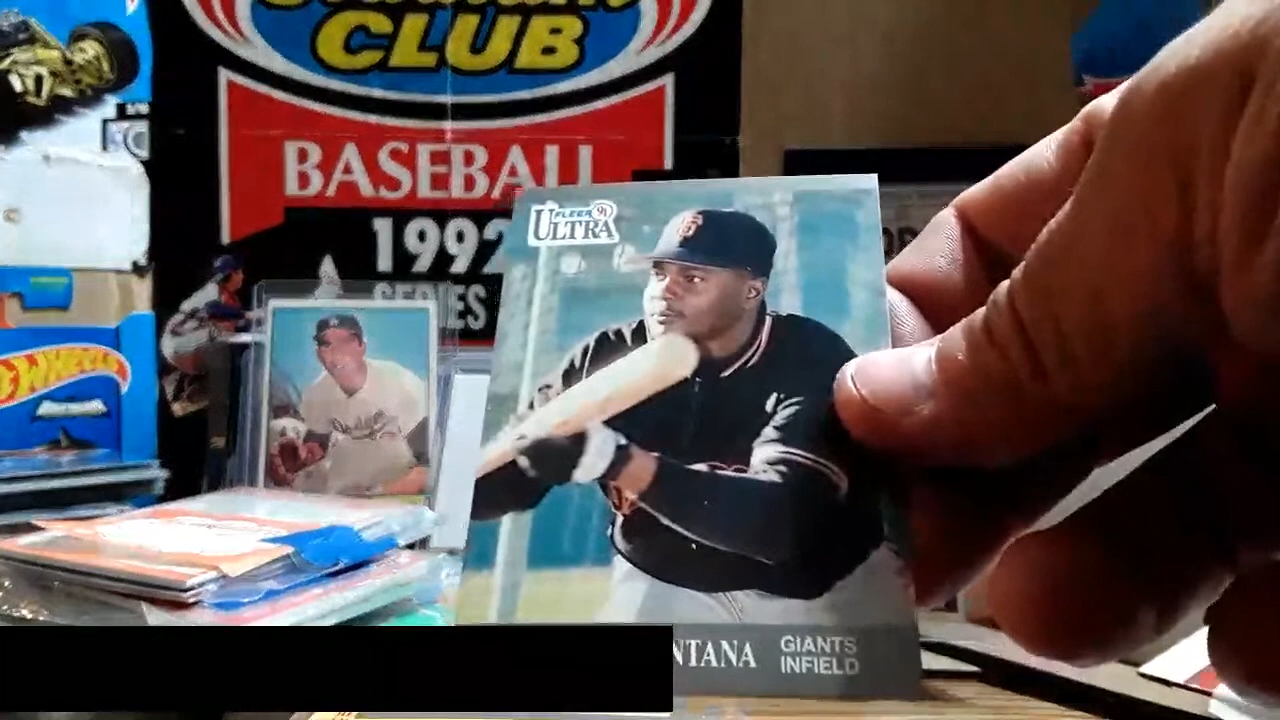 CLUB
BASEBALL
1992
SERIES
FLEER 91
ULTRA
HOT WHEELS
NTANA
GIANTS
INFIELD